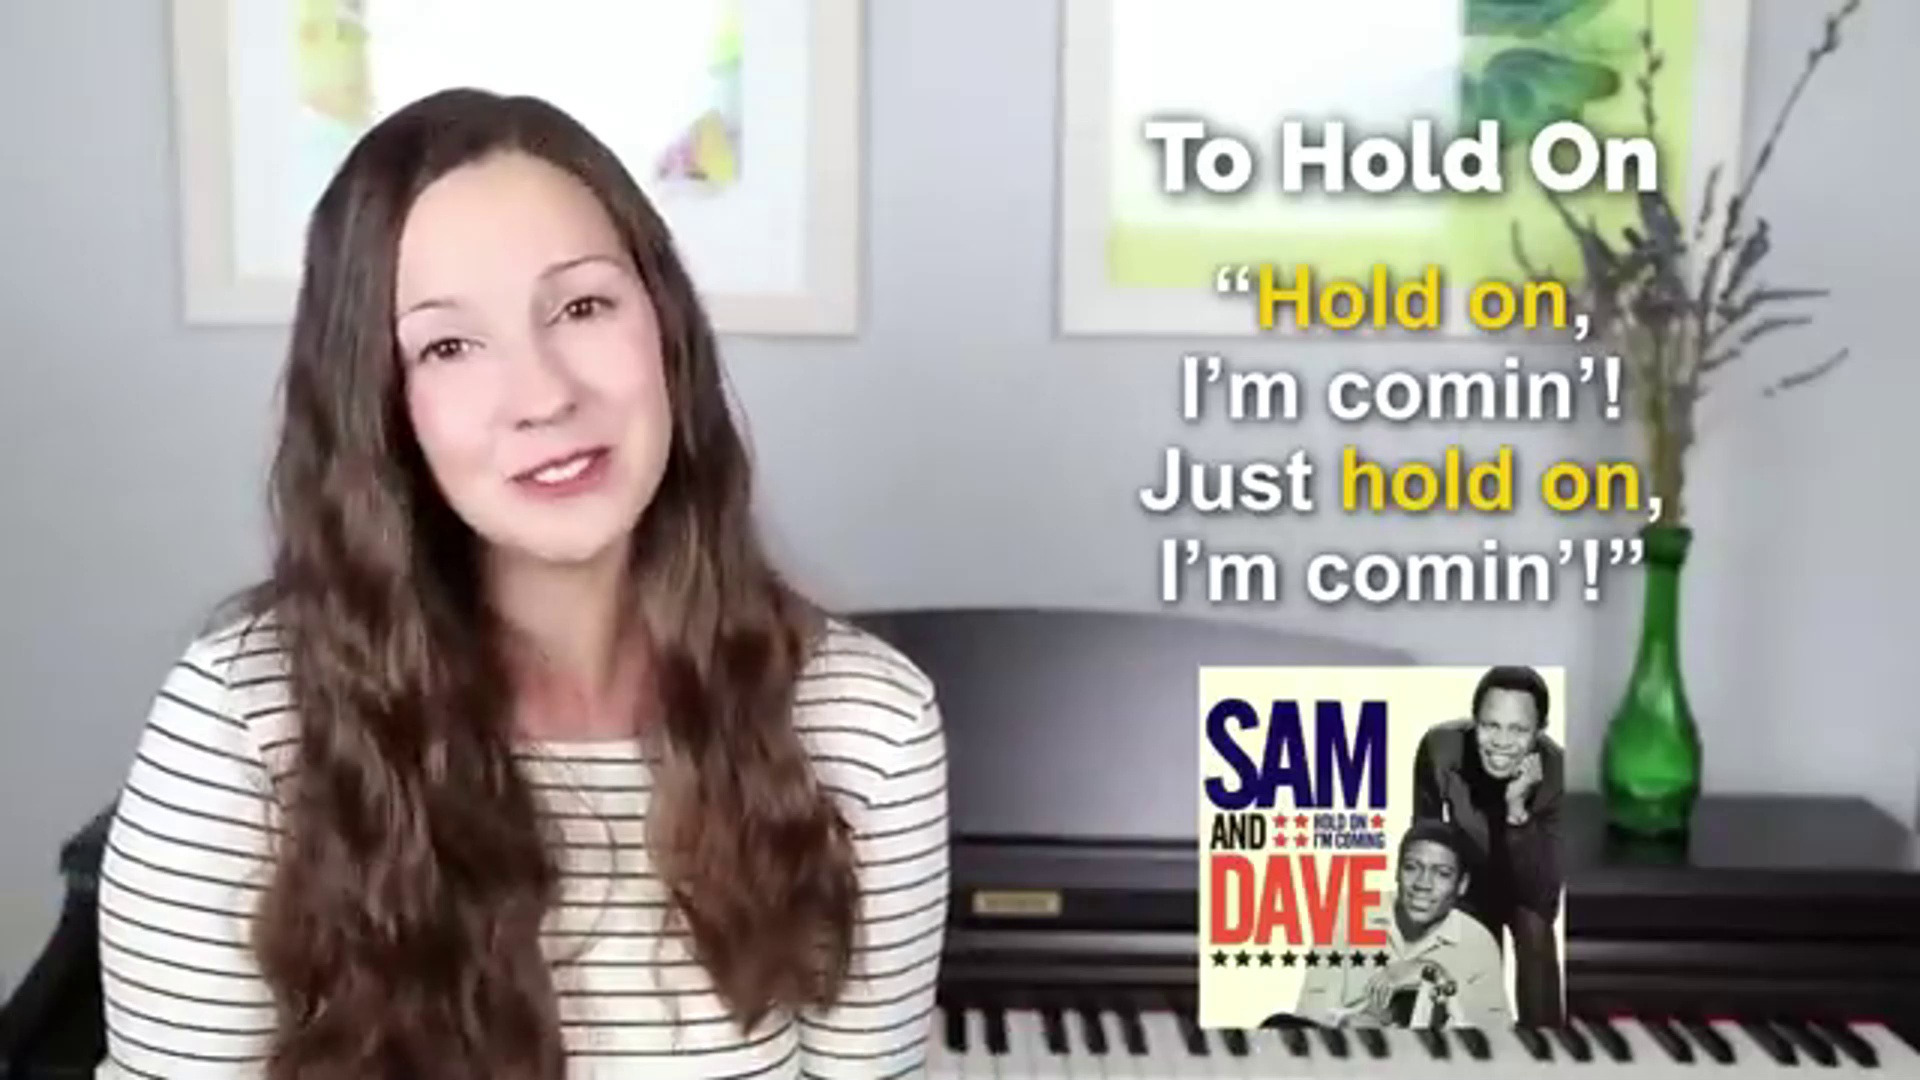 To Hold On
“Hold on,
I’m comin’!
Just hold on,
I’m comin’!”
SAM
AND
HOLD ON
I'M COMING
DAVE